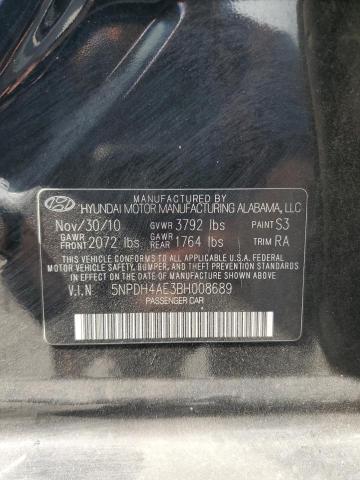 MANUFACTURED BY
HYUNDAI MOTOR MANUFACTURING ALABAMA, LLC
Nov/30/10 GVWR 3792 lbs PAINT S3
GAWR FRONT 2072 lbs. GAWR REAR 1764 lbs TRIM RA
THIS VEHICLE CONFORMS TO ALL APPLICABLE U.S.A. FEDERAL
MOTOR VEHICLE SAFETY, BUMPER, AND THEFT PREVENTION
STANDARDS IN EFFECT ON THE DATE OF MANUFACTURE SHOWN ABOVE.
V.I.N 5NPDH4AE3BH008689
PASSENGER CAR